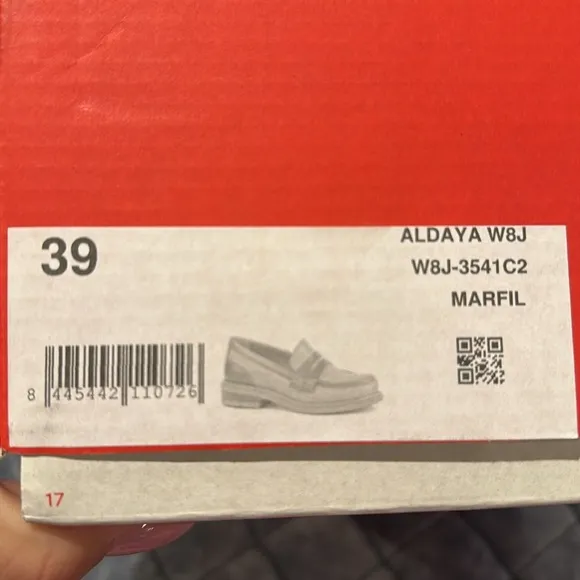 39
ALDAYA W8J
W8J-3541C2
MARFIL
8 445442 110726
17